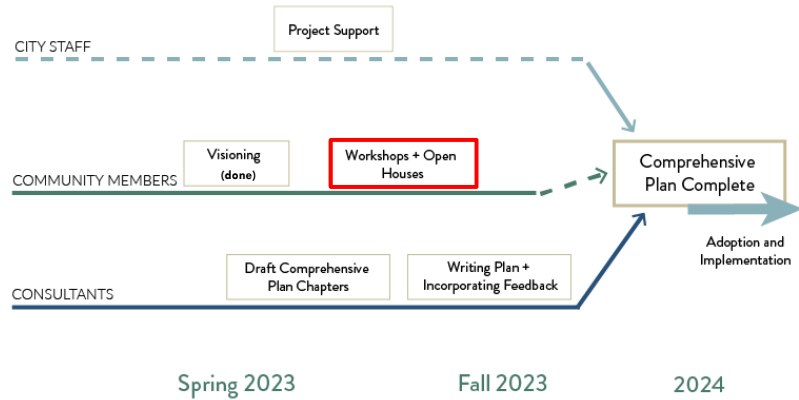 Project Support
CITY STAFF
Visioning
(done)
Workshops + Open
Houses
COMMUNITY MEMBERS
Comprehensive
Plan Complete
Adoption and
Implementation
Draft Comprehensive
Plan Chapters
Writing Plan +
Incorporating Feedback
CONSULTANTS
Spring 2023
Fall 2023
2024